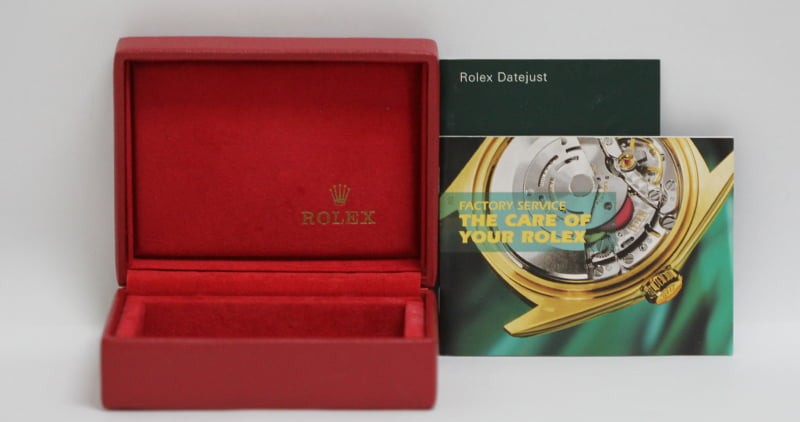 ROLEX
Rolex Datejust
FACTORY SERVICE
THE CARE OF
YOUR ROLEX